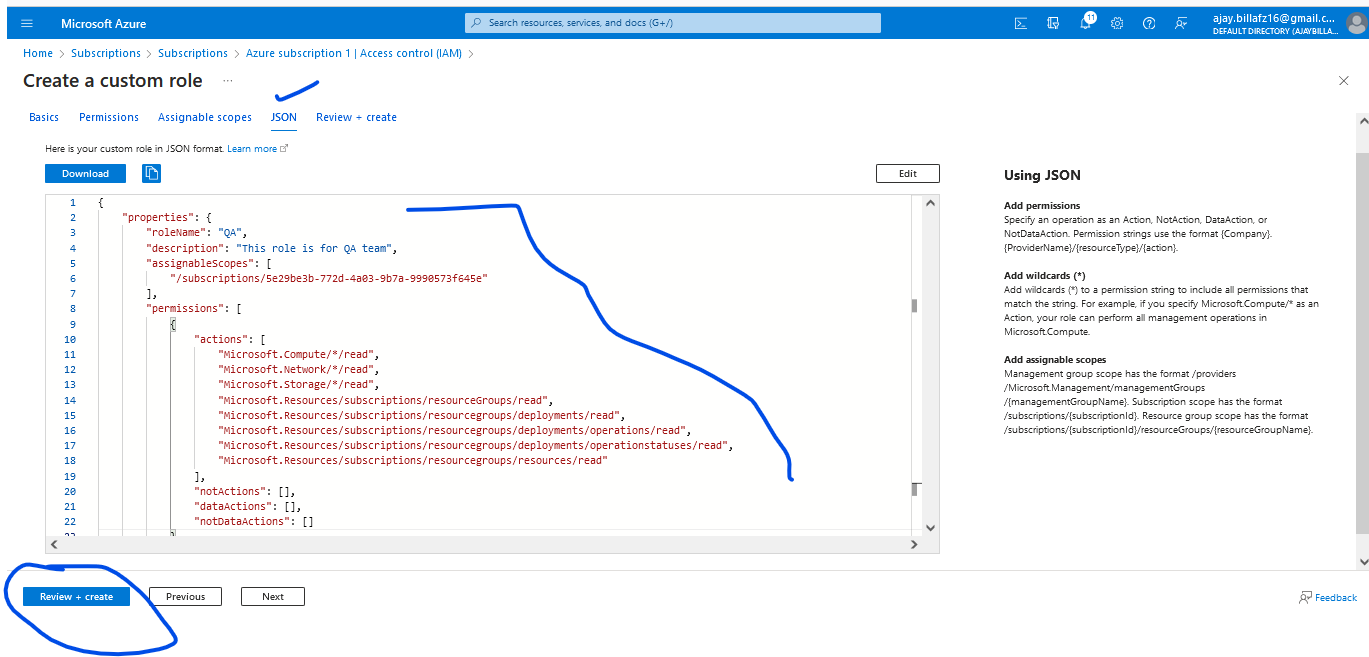 Microsoft Azure
Search resources, services, and docs (G+/)
11
ajay.billafz16@gmail.c...
DEFAULT DIRECTORY (AJAYBILLA...
Home > Subscriptions > Subscriptions > Azure subscription 1 | Access control (IAM) >
Create a custom role ...
Basics Permissions Assignable scopes JSON Review + create
Here is your custom role in JSON format. Learn more
Download
Edit
1 {
2 "properties": {
3 "roleName": "QA",
4 "description": "This role is for QA team",
5 "assignableScopes": [
6 "/subscriptions/5e29be3b-772d-4a03-9b7a-9990573f645e"
7 ],
8 "permissions": [
9 {
10 "actions": [
11 "Microsoft.Compute/*/read",
12 "Microsoft.Network/*/read",
13 "Microsoft.Storage/*/read",
14 "Microsoft.Resources/subscriptions/resourceGroups/read",
15 "Microsoft.Resources/subscriptions/resourcegroups/deployments/read",
16 "Microsoft.Resources/subscriptions/resourcegroups/deployments/operations/read",
17 "Microsoft.Resources/subscriptions/resourcegroups/deployments/operationstatuses/read",
18 "Microsoft.Resources/subscriptions/resourcegroups/resources/read"
19 ],
20 "notActions": [],
21 "dataActions": [],
22 "notDataActions": []
23 }
Using JSON
Add permissions
Specify an operation as an Action, NotAction, DataAction, or
NotDataAction. Permission strings use the format {Company}.
{ProviderName}/{resourceType}/{action}.
Add wildcards (*)
Add wildcards (*) to a permission string to include all permissions that
match the string. For example, if you specify Microsoft.Compute/* as an
Action, your role can perform all management operations in
Microsoft.Compute.
Add assignable scopes
Management group scope has the format /providers
/Microsoft.Management/managementGroups
/{managementGroupName}. Subscription scope has the format
/subscriptions/{subscriptionId}. Resource group scope has the format
/subscriptions/{subscriptionId}/resourceGroups/{resourceGroupName}.
Review + create
Previous
Next
Feedback